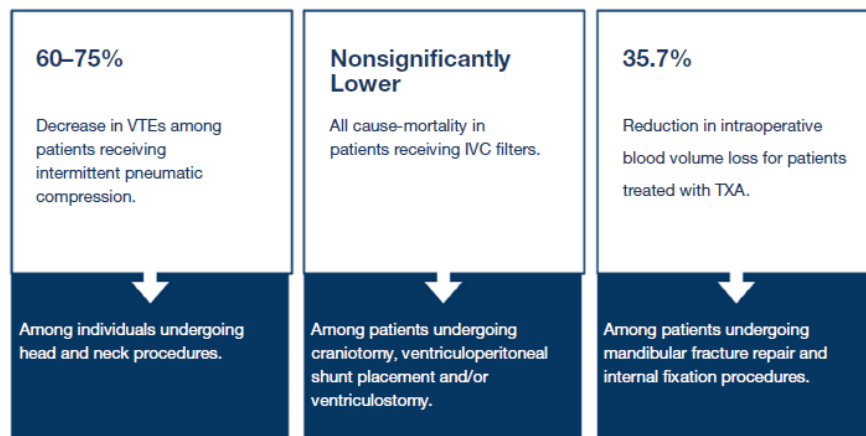 60–75%
Decrease in VTEs among
patients receiving
intermittent pneumatic
compression.
Among individuals undergoing
head and neck procedures.
Nonsignificantly
Lower
All cause-mortality in
patients receiving IVC filters.
Among patients undergoing
craniotomy, ventriculoperitoneal
shunt placement and/or
ventriculostomy.
35.7%
Reduction in intraoperative
blood volume loss for patients
treated with TXA.
Among patients undergoing
mandibular fracture repair and
internal fixation procedures.